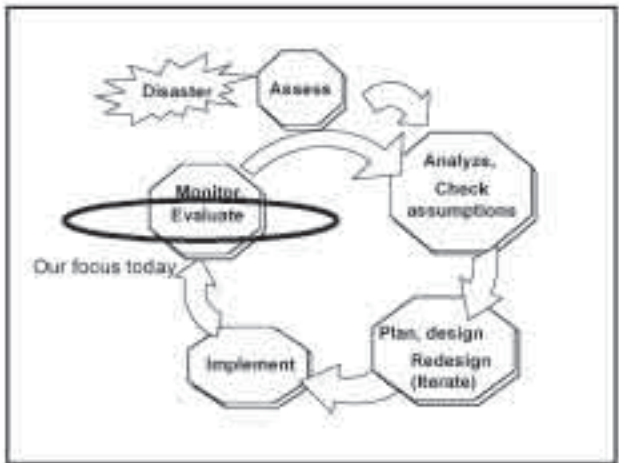 Disaster
Assess
Analyze,
Check
assumptions
Monitor
Evaluate
Our focus today
Plan, design
Redesign
(Iterate)
Implement